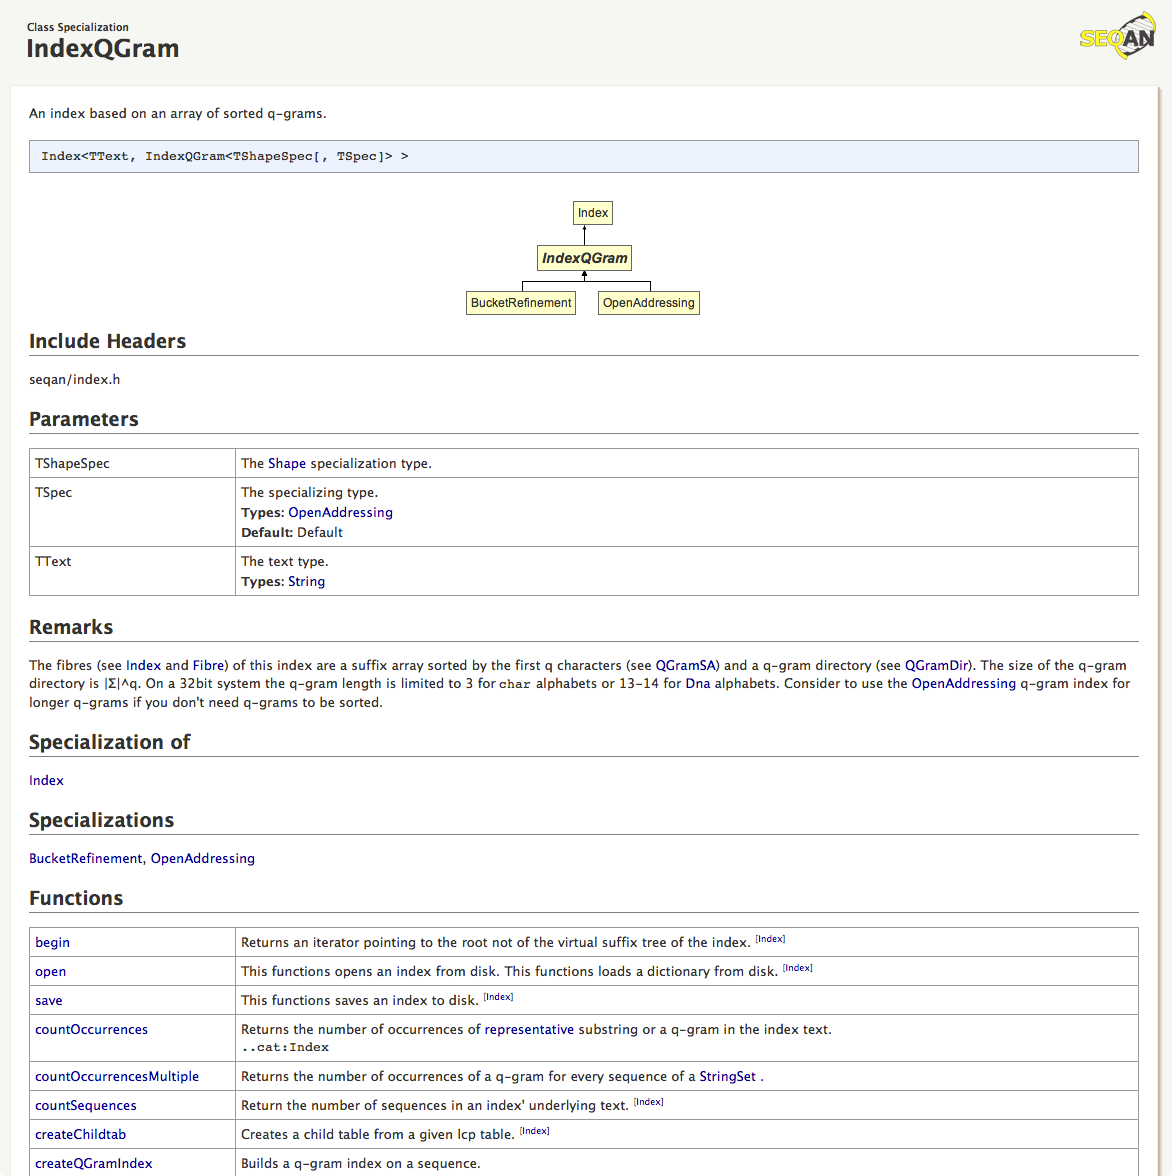 Class Specialization
IndexQGram
SEQAN
An index based on an array of sorted q-grams.
Index<TText, IndexQGram<TShapeSpec[, TSpec]> >
Index
IndexQGram
BucketRefinement OpenAddressing
Include Headers
seqan/index.h
Parameters
TShapeSpec The Shape specialization type.
TSpec The specializing type.
Types: OpenAddressing
Default: Default
TText The text type.
Types: String
Remarks
The fibres (see Index and Fibre) of this index are a suffix array sorted by the first q characters (see QGramSA) and a q-gram directory (see QGramDir). The size of the q-gram
directory is |Σ|^q. On a 32bit system the q-gram length is limited to 3 for char alphabets or 13-14 for Dna alphabets. Consider to use the OpenAddressing q-gram index for
longer q-grams if you don't need q-grams to be sorted.
Specialization of
Index
Specializations
BucketRefinement, OpenAddressing
Functions
begin Returns an iterator pointing to the root not of the virtual suffix tree of the index. [Index]
open This functions opens an index from disk. This functions loads a dictionary from disk. [Index]
save This functions saves an index to disk. [Index]
countOccurrences Returns the number of occurrences of representative substring or a q-gram in the index text.
..cat:Index
countOccurrencesMultiple Returns the number of occurrences of a q-gram for every sequence of a StringSet .
countSequences Return the number of sequences in an index' underlying text. [Index]
createChildtab Creates a child table from a given lcp table. [Index]
createQGramIndex Builds a q-gram index on a sequence.